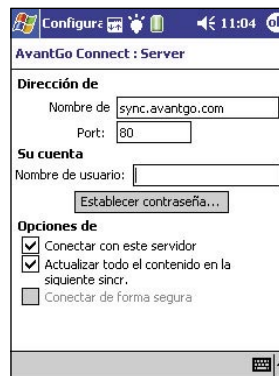 Configura 11:04 ok
AvantGo Connect : Server
Dirección de
Nombre de sync.avantgo.com
Port: 80
Su cuenta
Nombre de usuario:
Establecer contraseña...
Opciones de
Conectar con este servidor
Actualizar todo el contenido en la
siguiente sincr.
Conectar de forma segura